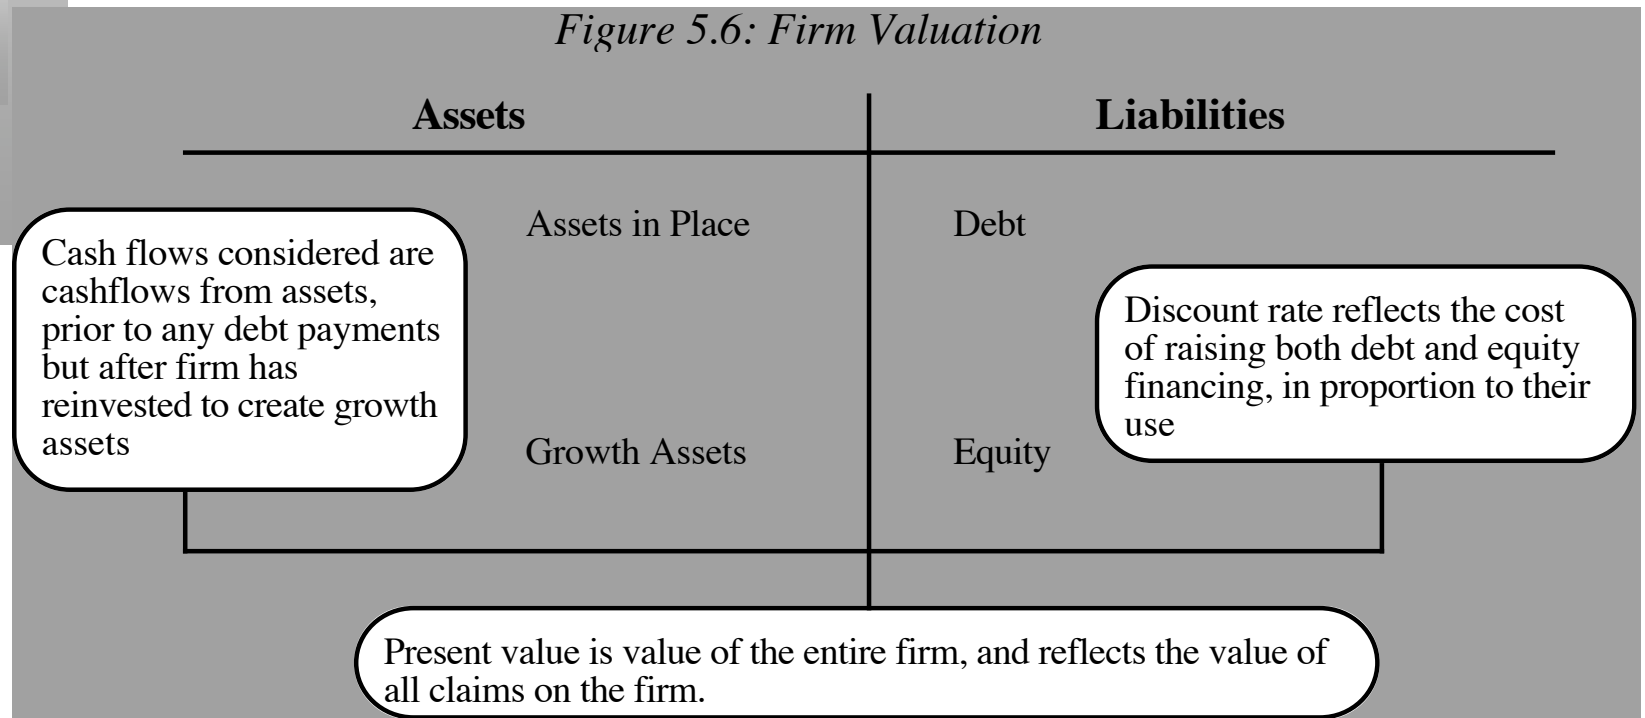 Figure 5.6: Firm Valuation
Assets
Liabilities
Assets in Place
Debt
Cash flows considered are
cashflows from assets,
prior to any debt payments
but after firm has
reinvested to create growth
assets
Discount rate reflects the cost
of raising both debt and equity
financing, in proportion to their
use
Growth Assets
Equity
Present value is value of the entire firm, and reflects the value of
all claims on the firm.